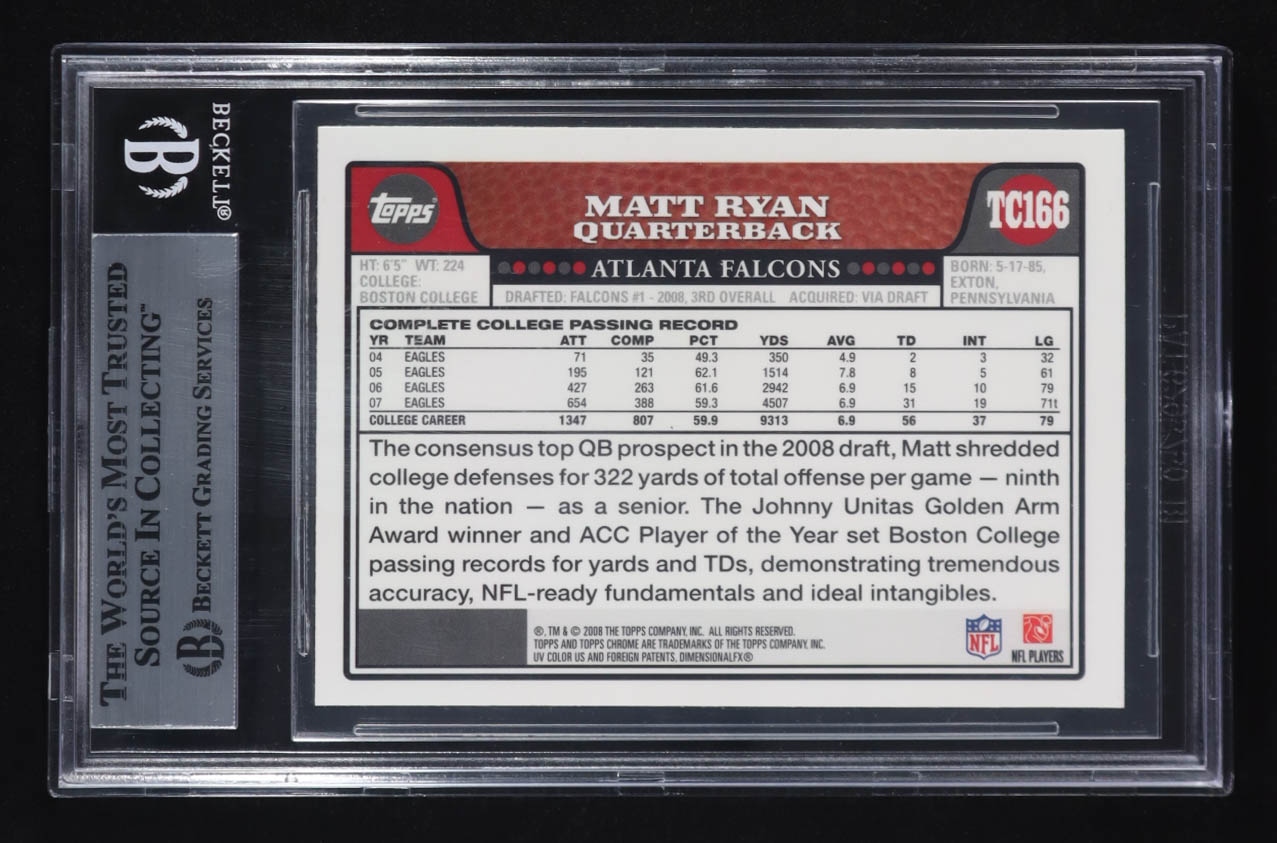 BECKETT®
THE WORLD'S MOST TRUSTED
SOURCE IN COLLECTING™
BECKETT GRADING SERVICES
B
B
TOPPS®
MATT RYAN
QUARTERBACK
TC166
ATLANTA FALCONS
HT: 6'5" WT: 224
COLLEGE:
BOSTON COLLEGE
DRAFTED: FALCONS #1 - 2008, 3RD OVERALL ACQUIRED: VIA DRAFT
BORN: 5-17-85,
EXTON,
PENNSYLVANIA
COMPLETE COLLEGE PASSING RECORD
YR TEAM ATT COMP PCT YDS AVG TD INT LG
04 EAGLES 71 35 49.3 350 4.9 2 3 32
05 EAGLES 195 121 62.1 1514 7.8 8 5 61
06 EAGLES 427 263 61.6 2942 6.9 15 10 79
07 EAGLES 654 388 59.3 4507 6.9 31 19 71t
COLLEGE CAREER 1347 807 59.9 9313 6.9 56 37 79
The consensus top QB prospect in the 2008 draft, Matt shredded
college defenses for 322 yards of total offense per game — ninth
in the nation — as a senior. The Johnny Unitas Golden Arm
Award winner and ACC Player of the Year set Boston College
passing records for yards and TDs, demonstrating tremendous
accuracy, NFL-ready fundamentals and ideal intangibles.
®, TM & © 2008 THE TOPPS COMPANY, INC. ALL RIGHTS RESERVED.
TOPPS AND TOPPS CHROME ARE TRADEMARKS OF THE TOPPS COMPANY, INC.
UV COLOR US AND FOREIGN PATENTS, DIMENSIONALFX®
NFL
NFL PLAYERS